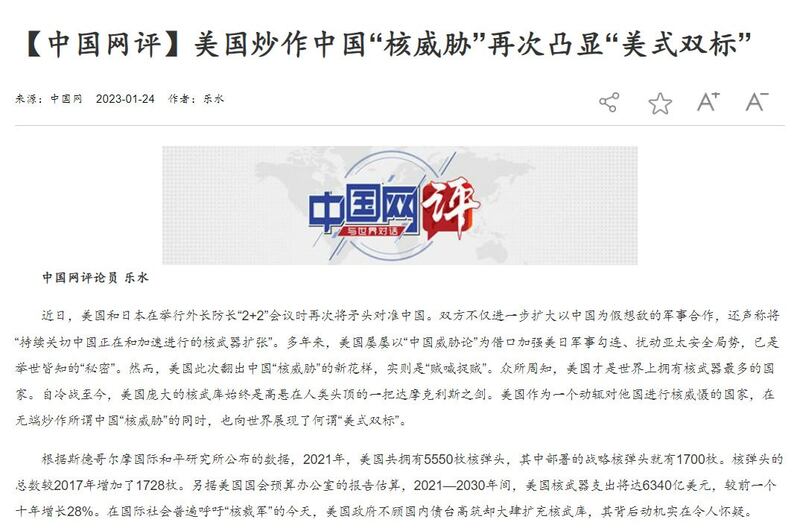 【中国网评】美国炒作中国“核威胁”再次凸显“美式双标”
来源：中国网 2023-01-24 作者：乐水
A+ A-
中国网评
与世界对话
中国网评论员 乐水
近日，美国和日本在举行外长防长“2+2”会议时再次将矛头对准中国。双方不仅进一步扩大以中国为假想敌的军事合作，还声称将
“持续关切中国正在和加速进行的核武器扩张”。多年来，美国屡屡以“中国威胁论”为借口加强美日军事勾连、扰动亚太安全局势，已是
举世皆知的“秘密”。然而，美国此次翻出中国“核威胁”的新花样，实则是“贼喊捉贼”。众所周知，美国才是世界上拥有核武器最多的国
家。自冷战至今，美国庞大的核武库始终是高悬在人类头顶的一把达摩克利斯之剑。美国作为一个动辄对他国进行核威慑的国家，在
无端炒作所谓中国“核威胁”的同时，也向世界展现了何谓“美式双标”。
根据斯德哥尔摩国际和平研究所公布的数据，2021年，美国共拥有5550枚核弹头，其中部署的战略核弹头就有1700枚。核弹头的
总数较2017年增加了1728枚。另据美国国会预算办公室的报告估算，2021—2030年间，美国核武器支出将达6340亿美元，较前一个
十年增长28%。在国际社会普遍呼吁“核裁军”的今天，美国政府不顾国内债台高筑却大肆扩充核武库，其背后动机实在令人怀疑。